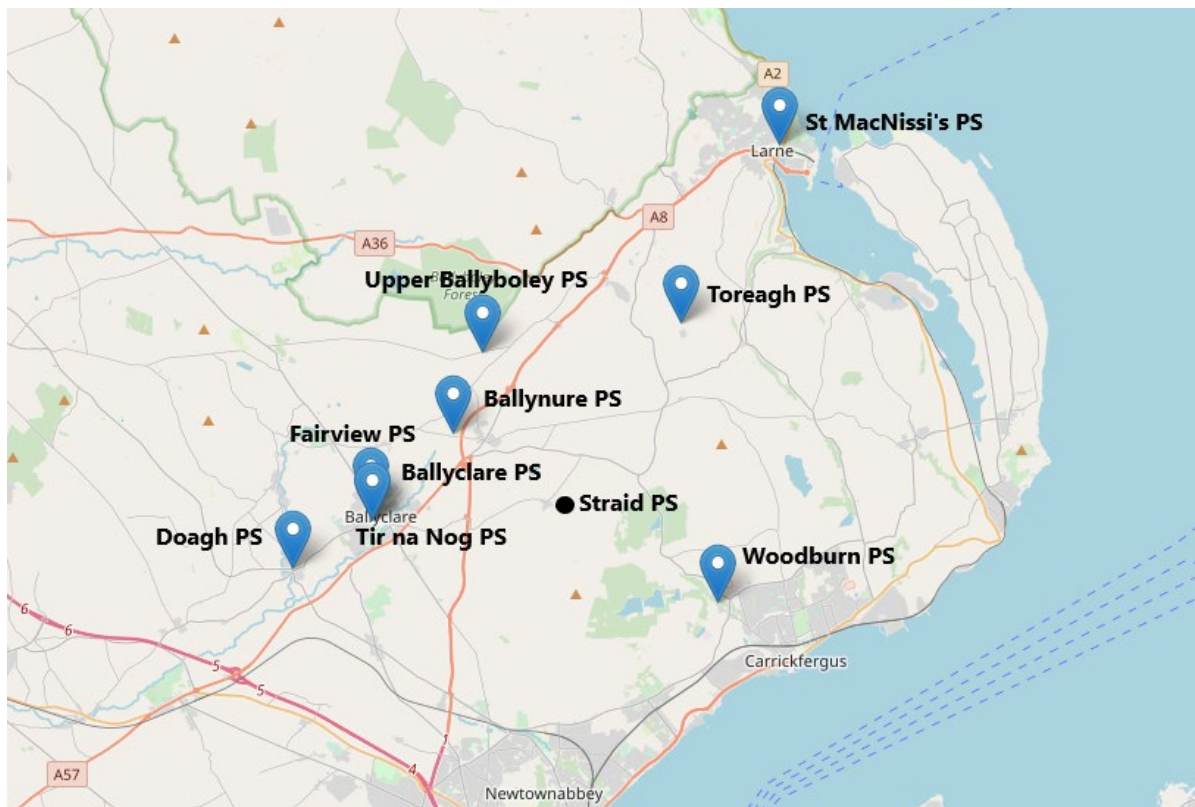 A2
St MacNissi's PS
Larne
A8
A36
Upper Ballyboley PS
Forest
Toreagh PS
Ballynure PS
Fairview PS
Ballyclare PS
Straid PS
Ballyclare
Doagh PS
Tir na Nog PS
Woodburn PS
6
6
5
5
Carrickfergus
1
4
A57
Newtownabbey